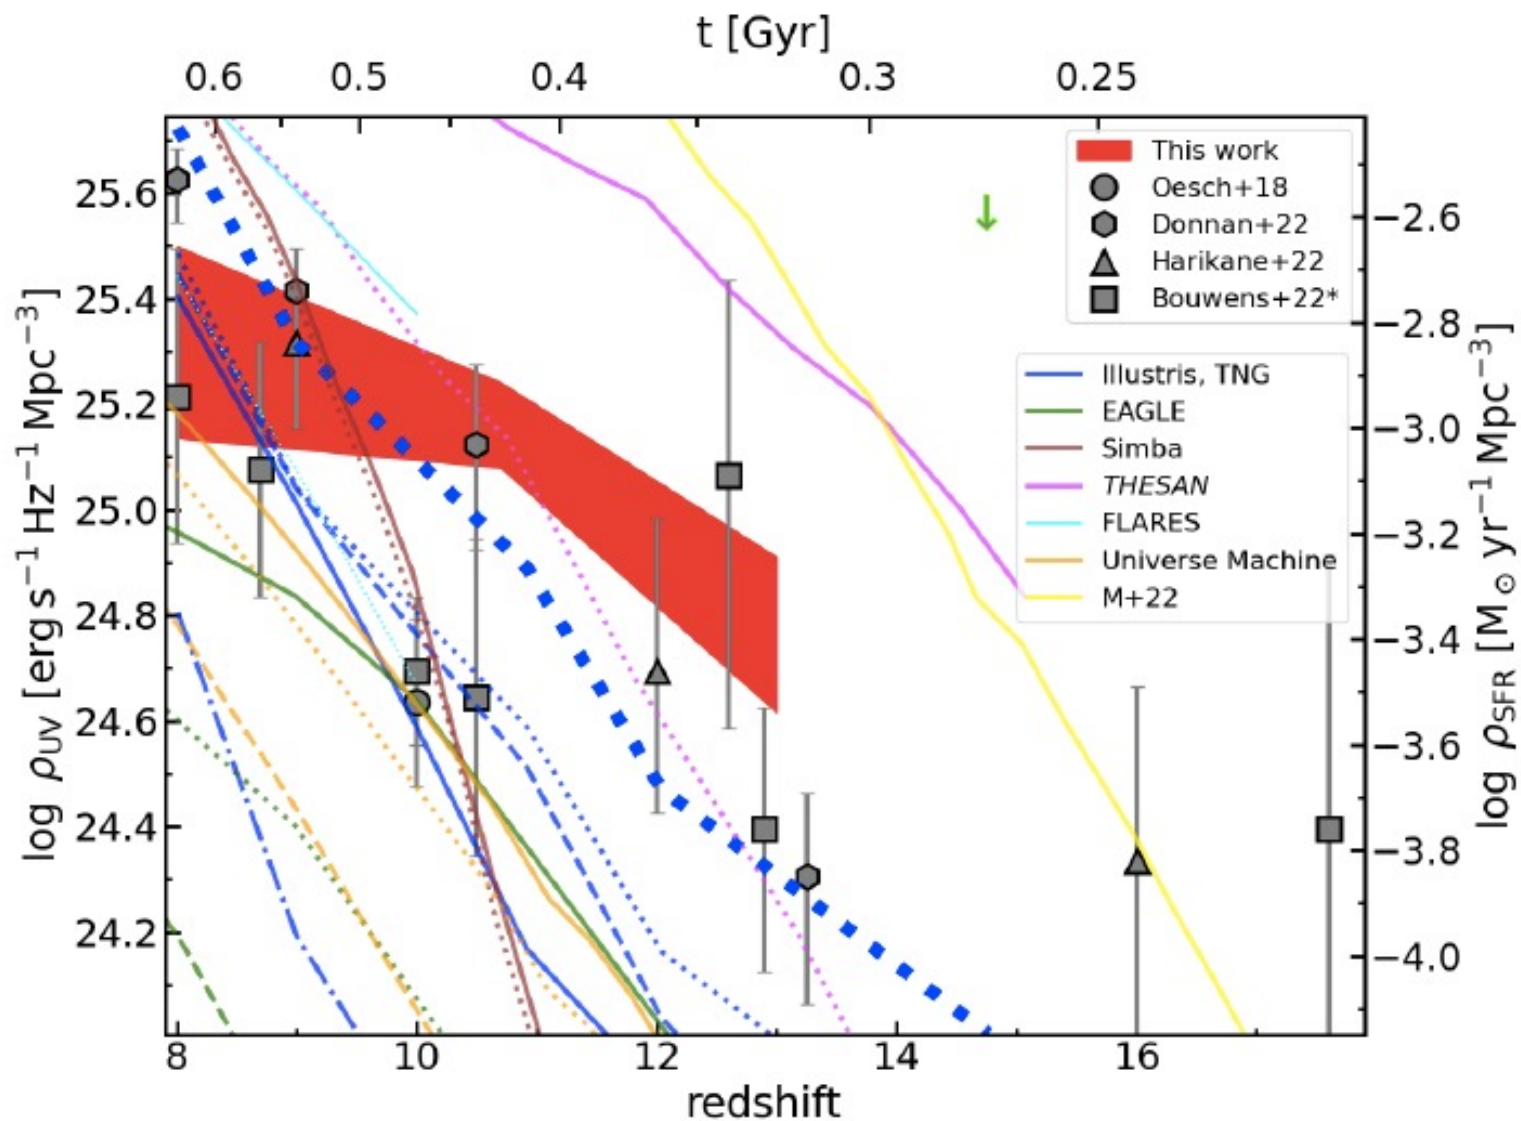 t [Gyr]
0.6 0.5 0.4 0.3 0.25
This work
Oesch+18
Donnan+22
Harikane+22
Bouwens+22*
Illustris, TNG
EAGLE
Simba
THESAN
FLARES
Universe Machine
M+22
log ρUV [erg s−1 Hz−1 Mpc−3]
25.6
25.4
25.2
25.0
24.8
24.6
24.4
24.2
−2.6
−2.8
−3.0
−3.2
−3.4
−3.6
−3.8
−4.0
log ρSFR [M⊙ yr−1 Mpc−3]
8 10 12 14 16
redshift